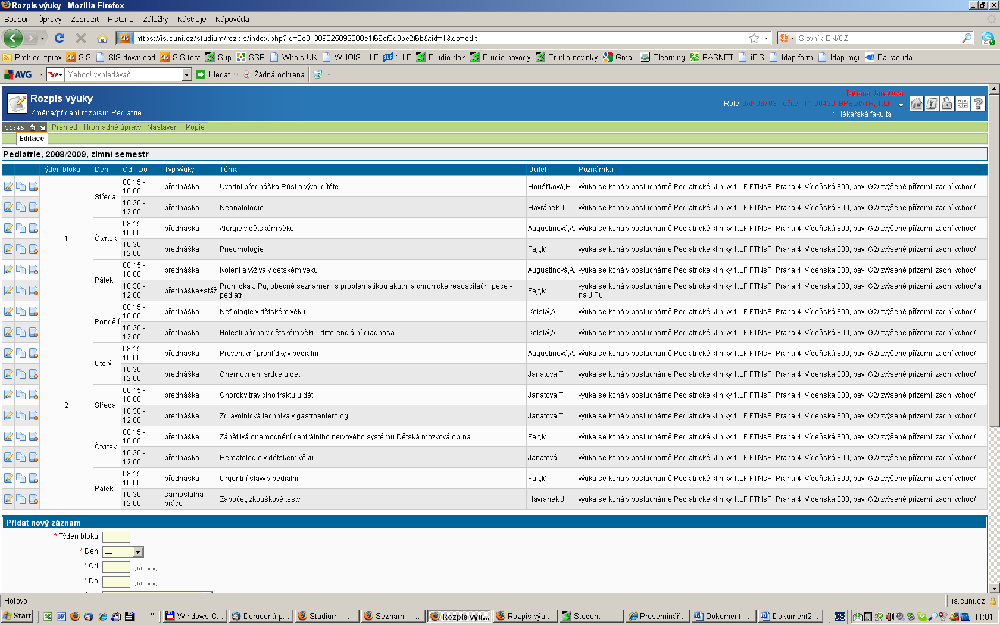 Rozpis výuky - Mozilla Firefox
Soubor Úpravy Zobrazit Historie Záložky Nástroje Nápověda
https://is.cuni.cz/studium/rozpis/index.php?id=0c31309325092000e1f66cf3d3be2f6b&tid=1&do=edit Slovník EN/CZ
Přehled zpráv SIS SIS download SIS test Sup SSP Whois UK WHOIS 1.LF 1.LF Erudio-dok Erudio-návody Erudio-novinky Gmail Elearning PASNET iFIS ldap-form ldap-mgr Barracuda
AVG Yahoo! vyhledávač Hledat Žádná ochrana
Rozpis výuky
Tatiana Janatová
Změna/přidání rozpisu: Pediatrie
Role: JAN06703 - učitel, 11-00430, BPEDIATR, 1.LF
1. lékařská fakulta
51:46 Přehled Hromadné úpravy Nastavení Kopie
Editace
Pediatrie, 2008/2009, zimní semestr
Týden bloku Den Od - Do Typ výuky Téma Učitel Poznámka
1 Středa 08:15 - 10:00 přednáška Úvodní přednáška Růst a vývoj dítěte Houšťková,H. výuka se koná v posluchárně Pediatrické kliniky 1.LF FTNsP, Praha 4, Vídeňská 800, pav. G2/ zvýšené přízemí, zadní vchod/
10:30 - 12:00 přednáška Neonatologie Havránek,J. výuka se koná v posluchárně Pediatrické kliniky 1.LF FTNsP, Praha 4, Vídeňská 800, pav. G2/ zvýšené přízemí, zadní vchod/
Čtvrtek 08:15 - 10:00 přednáška Alergie v dětském věku Augustinová,A. výuka se koná v posluchárně Pediatrické kliniky 1.LF FTNsP, Praha 4, Vídeňská 800, pav. G2/ zvýšené přízemí, zadní vchod/
10:30 - 12:00 přednáška Pneumologie Fajt,M. výuka se koná v posluchárně Pediatrické kliniky 1.LF FTNsP, Praha 4, Vídeňská 800, pav. G2/ zvýšené přízemí, zadní vchod/
Pátek 08:15 - 10:00 přednáška Kojení a výživa v dětském věku Augustinová,A. výuka se koná v posluchárně Pediatrické kliniky 1.LF FTNsP, Praha 4, Vídeňská 800, pav. G2/ zvýšené přízemí, zadní vchod/
10:30 - 12:00 přednáška+stáž Prohlídka JIPu, obecné seznámení s problematikou akutní a chronické resuscitační péče v pediatrii Fajt,M. výuka se koná v posluchárně Pediatrické kliniky 1.LF FTNsP, Praha 4, Vídeňská 800, pav. G2/ zvýšené přízemí, zadní vchod/ a na JIPu
2 Pondělí 08:15 - 10:00 přednáška Nefrologie v dětském věku Kolský,A. výuka se koná v posluchárně Pediatrické kliniky 1.LF FTNsP, Praha 4, Vídeňská 800, pav. G2/ zvýšené přízemí, zadní vchod/
10:30 - 12:00 přednáška Bolesti břicha v dětském věku- differenciální diagnosa Kolský,A. výuka se koná v posluchárně Pediatrické kliniky 1.LF FTNsP, Praha 4, Vídeňská 800, pav. G2/ zvýšené přízemí, zadní vchod/
Úterý 08:15 - 10:00 přednáška Preventivní prohlídky v pediatrii Augustinová,A. výuka se koná v posluchárně Pediatrické kliniky 1.LF FTNsP, Praha 4, Vídeňská 800, pav. G2/ zvýšené přízemí, zadní vchod/
10:30 - 12:00 přednáška Onemocnění srdce u dětí Janatová,T. výuka se koná v posluchárně Pediatrické kliniky 1.LF FTNsP, Praha 4, Vídeňská 800, pav. G2/ zvýšené přízemí, zadní vchod/
Středa 08:15 - 10:00 přednáška Choroby trávicího traktu u dětí Janatová,T. výuka se koná v posluchárně Pediatrické kliniky 1.LF FTNsP, Praha 4, Vídeňská 800, pav. G2/ zvýšené přízemí, zadní vchod/
10:30 - 12:00 přednáška Zdravotnická technika v gastroenterologii Janatová,T. výuka se koná v posluchárně Pediatrické kliniky 1.LF FTNsP, Praha 4, Vídeňská 800, pav. G2/ zvýšené přízemí, zadní vchod/
Čtvrtek 08:15 - 10:00 přednáška Zánětlivá onemocnění centrálního nervového systému Dětská mozková obrna Fajt,M. výuka se koná v posluchárně Pediatrické kliniky 1.LF FTNsP, Praha 4, Vídeňská 800, pav. G2/ zvýšené přízemí, zadní vchod/
10:30 - 12:00 přednáška Hematologie v dětském věku Janatová,T. výuka se koná v posluchárně Pediatrické kliniky 1.LF FTNsP, Praha 4, Vídeňská 800, pav. G2/ zvýšené přízemí, zadní vchod/
Pátek 08:15 - 10:00 přednáška Urgentní stavy v pediatrii Fajt,M. výuka se koná v posluchárně Pediatrické kliniky 1.LF FTNsP, Praha 4, Vídeňská 800, pav. G2/ zvýšené přízemí, zadní vchod/
10:30 - 12:00 samostatná práce Zápočet, zkouškové testy Havránek,J. výuka se koná v posluchárně Pediatrické kliniky 1.LF FTNsP, Praha 4, Vídeňská 800, pav. G2/ zvýšené přízemí, zadní vchod/
Přidat nový záznam
* Týden bloku:
* Den: —
* Od: [hh:mm]
* Do: [hh:mm]
Hotovo is.cuni.cz
Start » Windows C... Doručená p... Studium - ... Seznam – ... Rozpis výu... Rozpis výu... Student Proseminář... Dokument1... Dokument2... CS 11:01